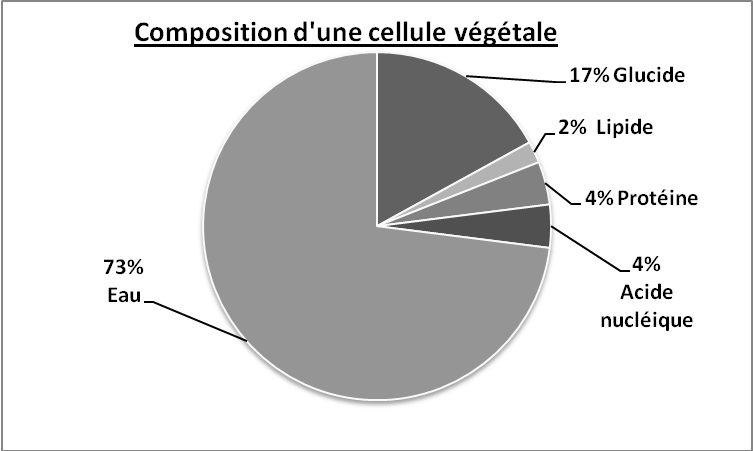 Composition d'une cellule végétale
17% Glucide
2% Lipide
4% Protéine
4%
Acide
nucléique
73%
Eau